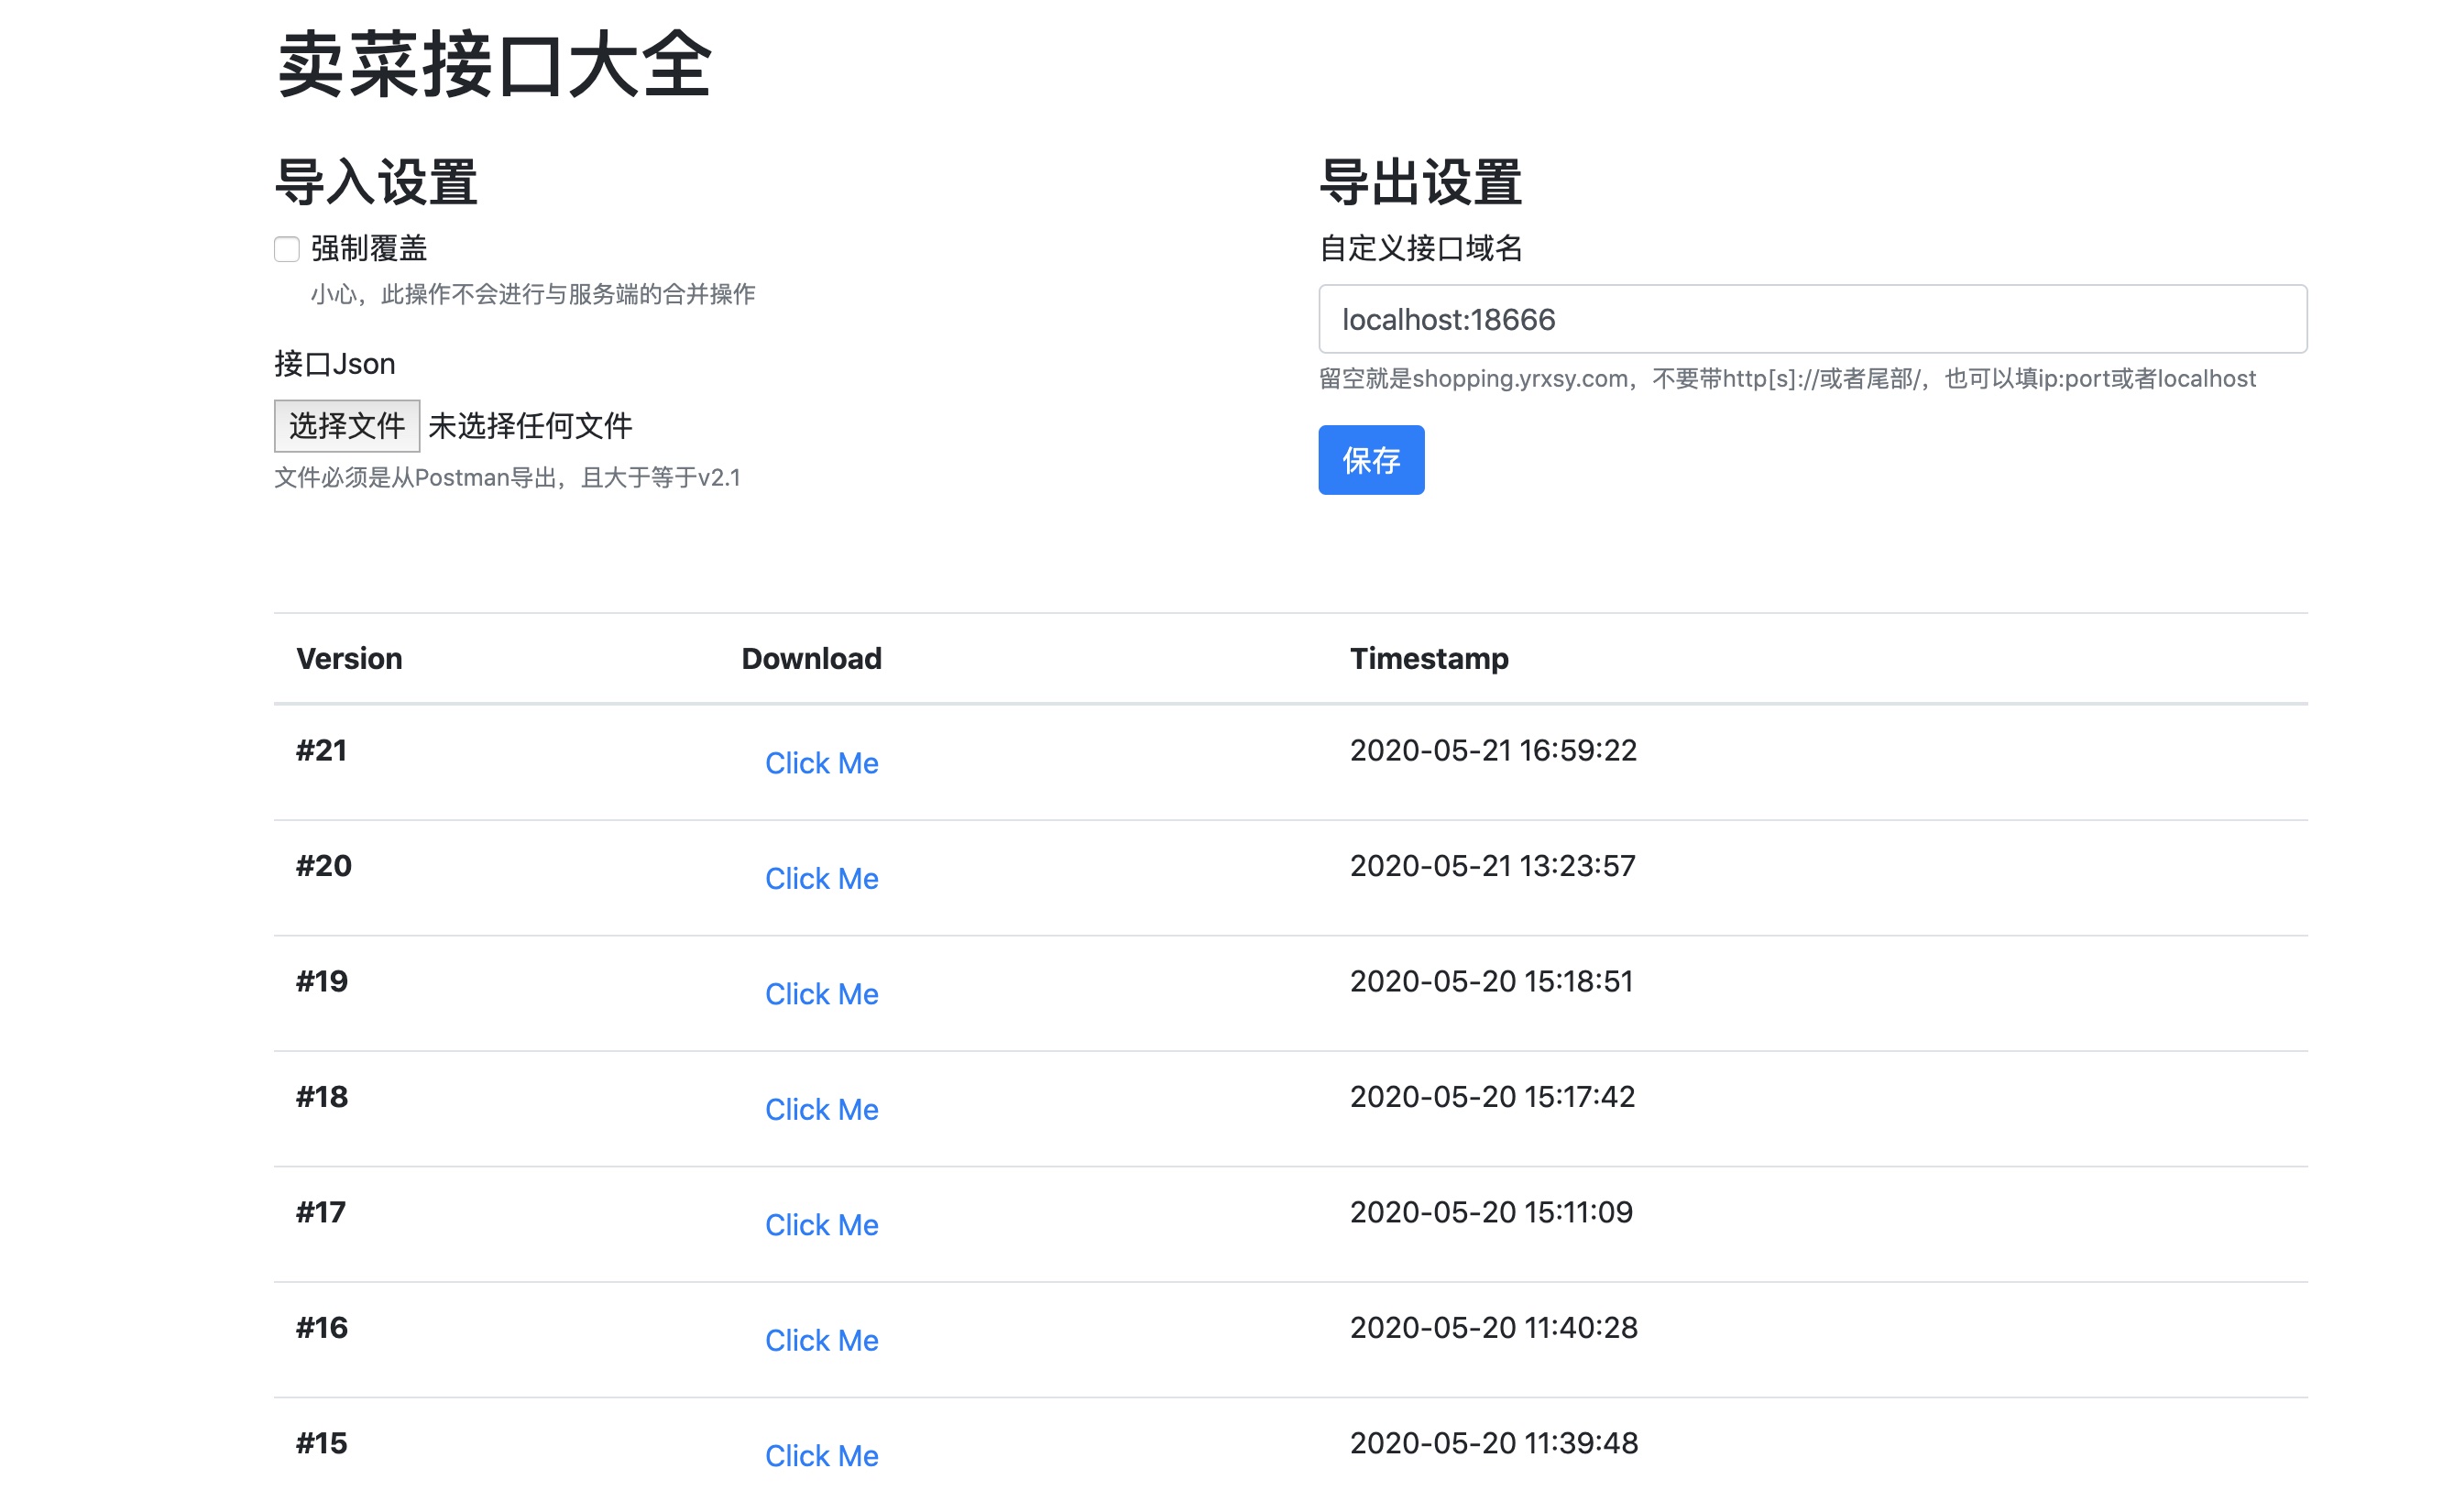 卖菜接口大全
导入设置
强制覆盖
小心，此操作不会进行与服务端的合并操作
接口Json
选择文件 未选择任何文件
文件必须是从Postman导出，且大于等于v2.1
导出设置
自定义接口域名
localhost:18666
留空就是shopping.yrxsy.com，不要带http[s]://或者尾部/，也可以填ip:port或者localhost
保存
Version Download Timestamp
#21 Click Me 2020-05-21 16:59:22
#20 Click Me 2020-05-21 13:23:57
#19 Click Me 2020-05-20 15:18:51
#18 Click Me 2020-05-20 15:17:42
#17 Click Me 2020-05-20 15:11:09
#16 Click Me 2020-05-20 11:40:28
#15 Click Me 2020-05-20 11:39:48